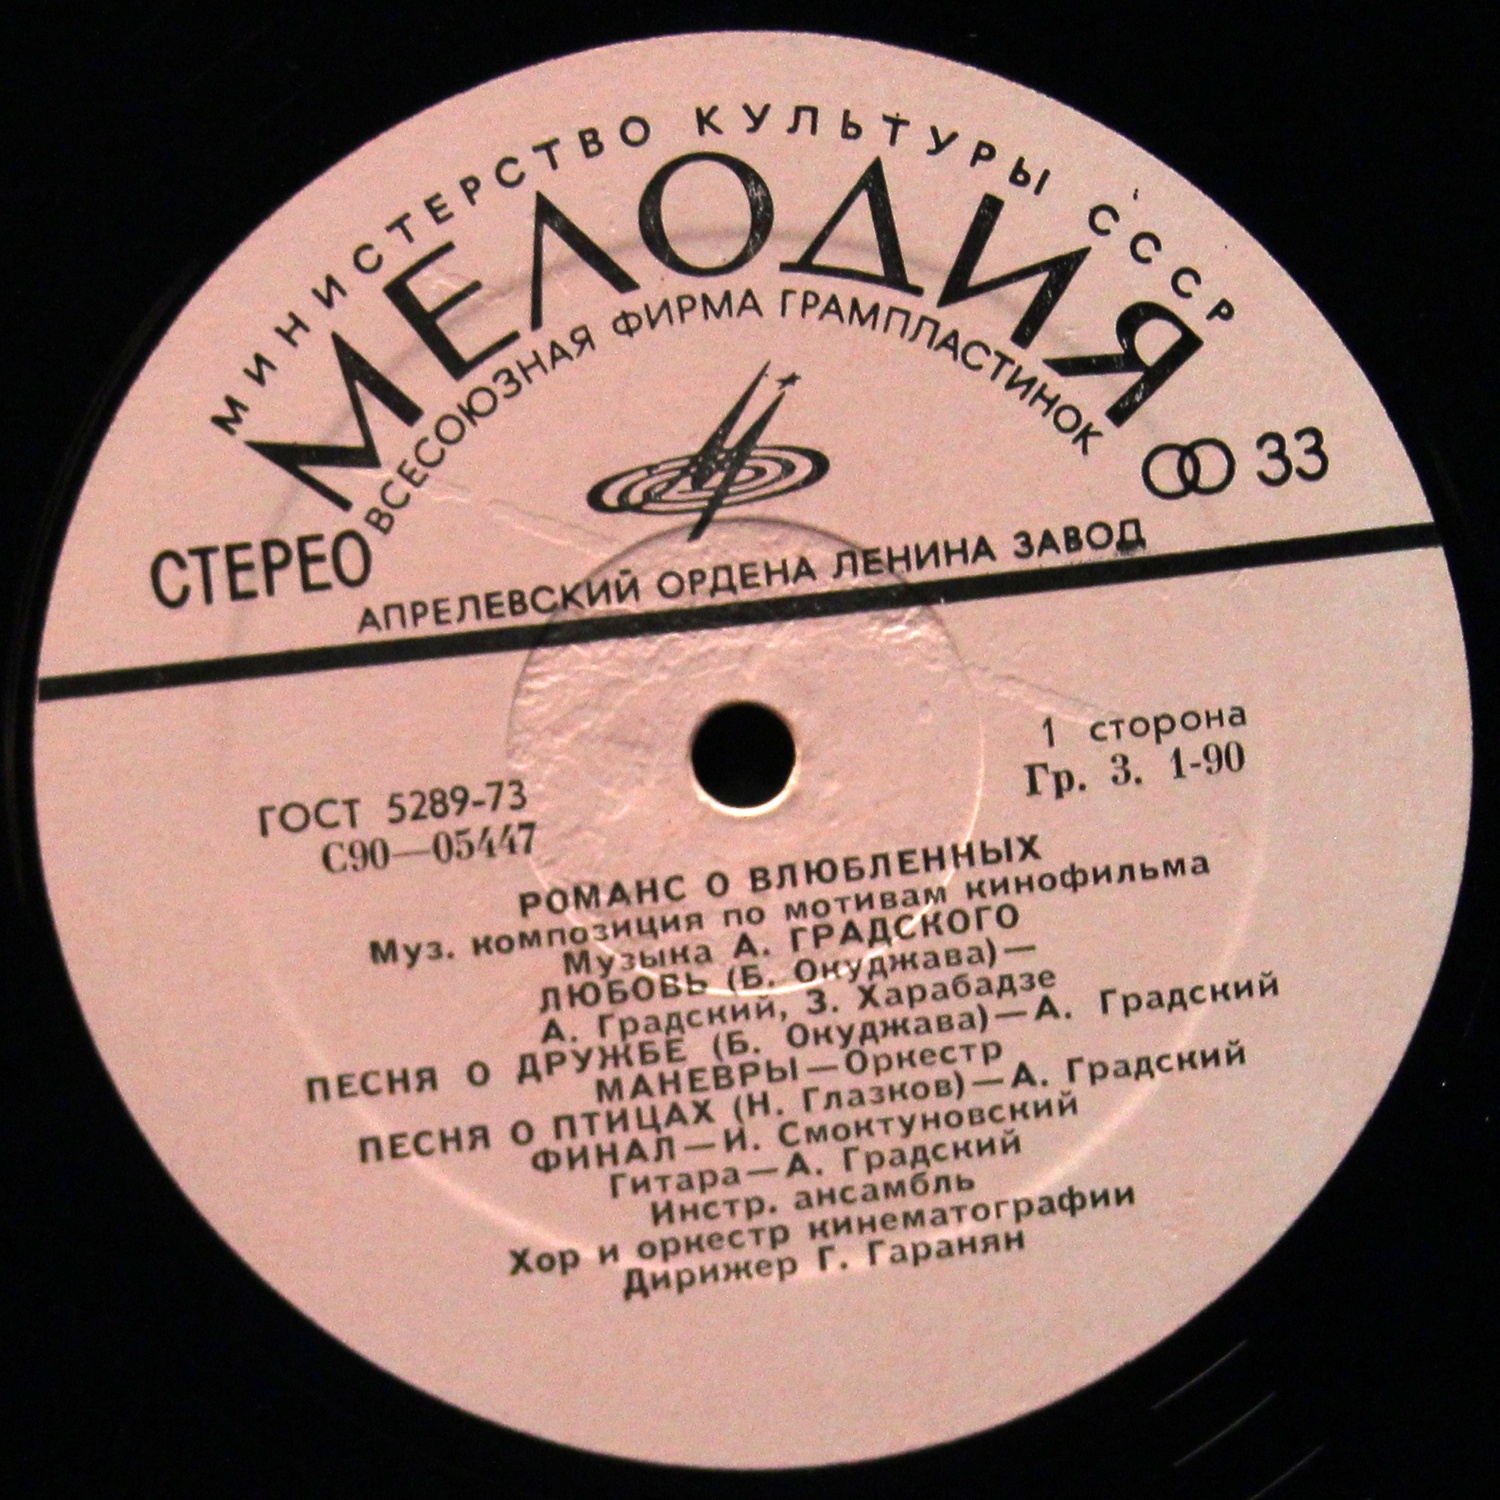 МИНИСТЕРСТВО КУЛЬТУРЫ СССР
МЕЛОДИЯ
ВСЕСОЮЗНАЯ ФИРМА ГРАМПЛАСТИНОК
СТЕРЕО
33
АПРЕЛЕВСКИЙ ОРДЕНА ЛЕНИНА ЗАВОД
1 сторона
Гр. 3. 1-90
ГОСТ 5289-73
С90—05447
РОМАНС О ВЛЮБЛЕННЫХ
Муз. композиция по мотивам кинофильма
Музыка А. ГРАДСКОГО
ЛЮБОВЬ (Б. Окуджава)—
А. Градский, З. Харабадзе
ПЕСНЯ О ДРУЖБЕ (Б. Окуджава)—А. Градский
МАНЕВРЫ—Оркестр
ПЕСНЯ О ПТИЦАХ (Н. Глазков)—А. Градский
ФИНАЛ—И. Смоктуновский
Гитара—А. Градский
Инстр. ансамбль
Хор и оркестр кинематографии
Дирижер Г. Гаранян